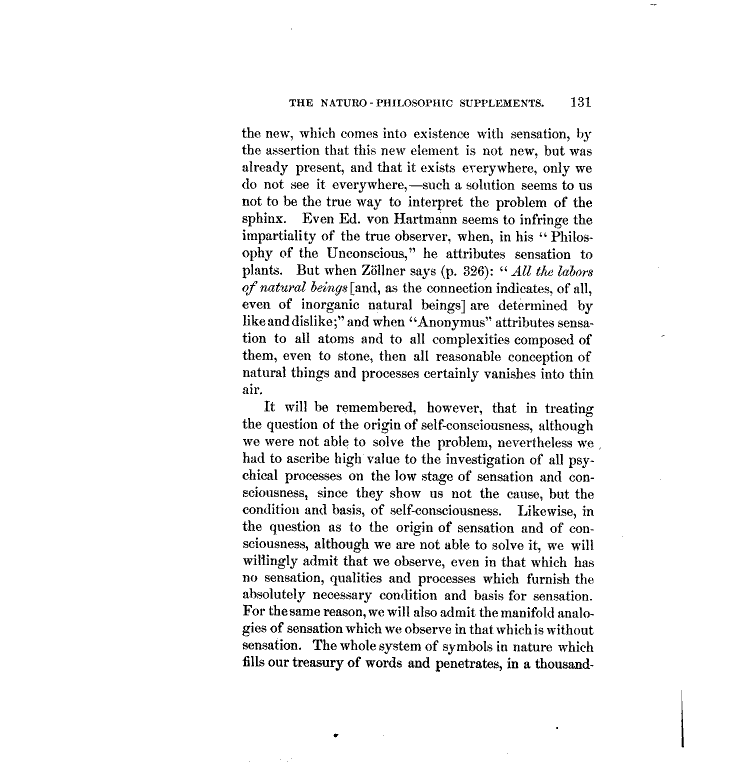 THE NATURO-PHILOSOPHIC SUPPLEMENTS. 131
the new, which comes into existence with sensation, by
the assertion that this new element is not new, but was
already present, and that it exists everywhere, only we
do not see it everywhere,—such a solution seems to us
not to be the true way to interpret the problem of the
sphinx. Even Ed. von Hartmann seems to infringe the
impartiality of the true observer, when, in his “Philos-
ophy of the Unconscious,” he attributes sensation to
plants. But when Zöllner says (p. 326): “All the labors
of natural beings [and, as the connection indicates, of all,
even of inorganic natural beings] are determined by
like and dislike;” and when “Anonymus” attributes sensa-
tion to all atoms and to all complexities composed of
them, even to stone, then all reasonable conception of
natural things and processes certainly vanishes into thin
air.
It will be remembered, however, that in treating
the question of the origin of self-consciousness, although
we were not able to solve the problem, nevertheless we
had to ascribe high value to the investigation of all psy-
chical processes on the low stage of sensation and con-
sciousness, since they show us not the cause, but the
condition and basis, of self-consciousness. Likewise, in
the question as to the origin of sensation and of con-
sciousness, although we are not able to solve it, we will
willingly admit that we observe, even in that which has
no sensation, qualities and processes which furnish the
absolutely necessary condition and basis for sensation.
For the same reason, we will also admit the manifold analo-
gies of sensation which we observe in that which is without
sensation. The whole system of symbols in nature which
fills our treasury of words and penetrates, in a thousand-